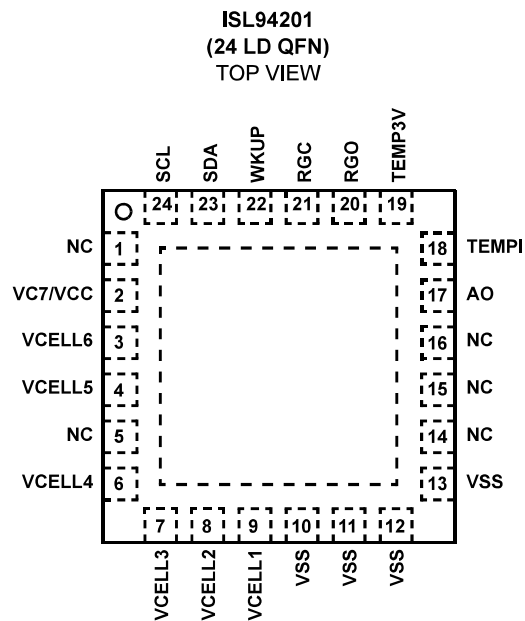 ISL94201
(24 LD QFN)
TOP VIEW
SCL
SDA
WKUP
RGC
RGO
TEMP3V
24
23
22
21
20
19
NC 1
VC7/VCC 2
VCELL6 3
VCELL5 4
NC 5
VCELL4 6
18 TEMPI
17 AO
16 NC
15 NC
14 NC
13 VSS
7
8
9
10
11
12
VCELL3
VCELL2
VCELL1
VSS
VSS
VSS